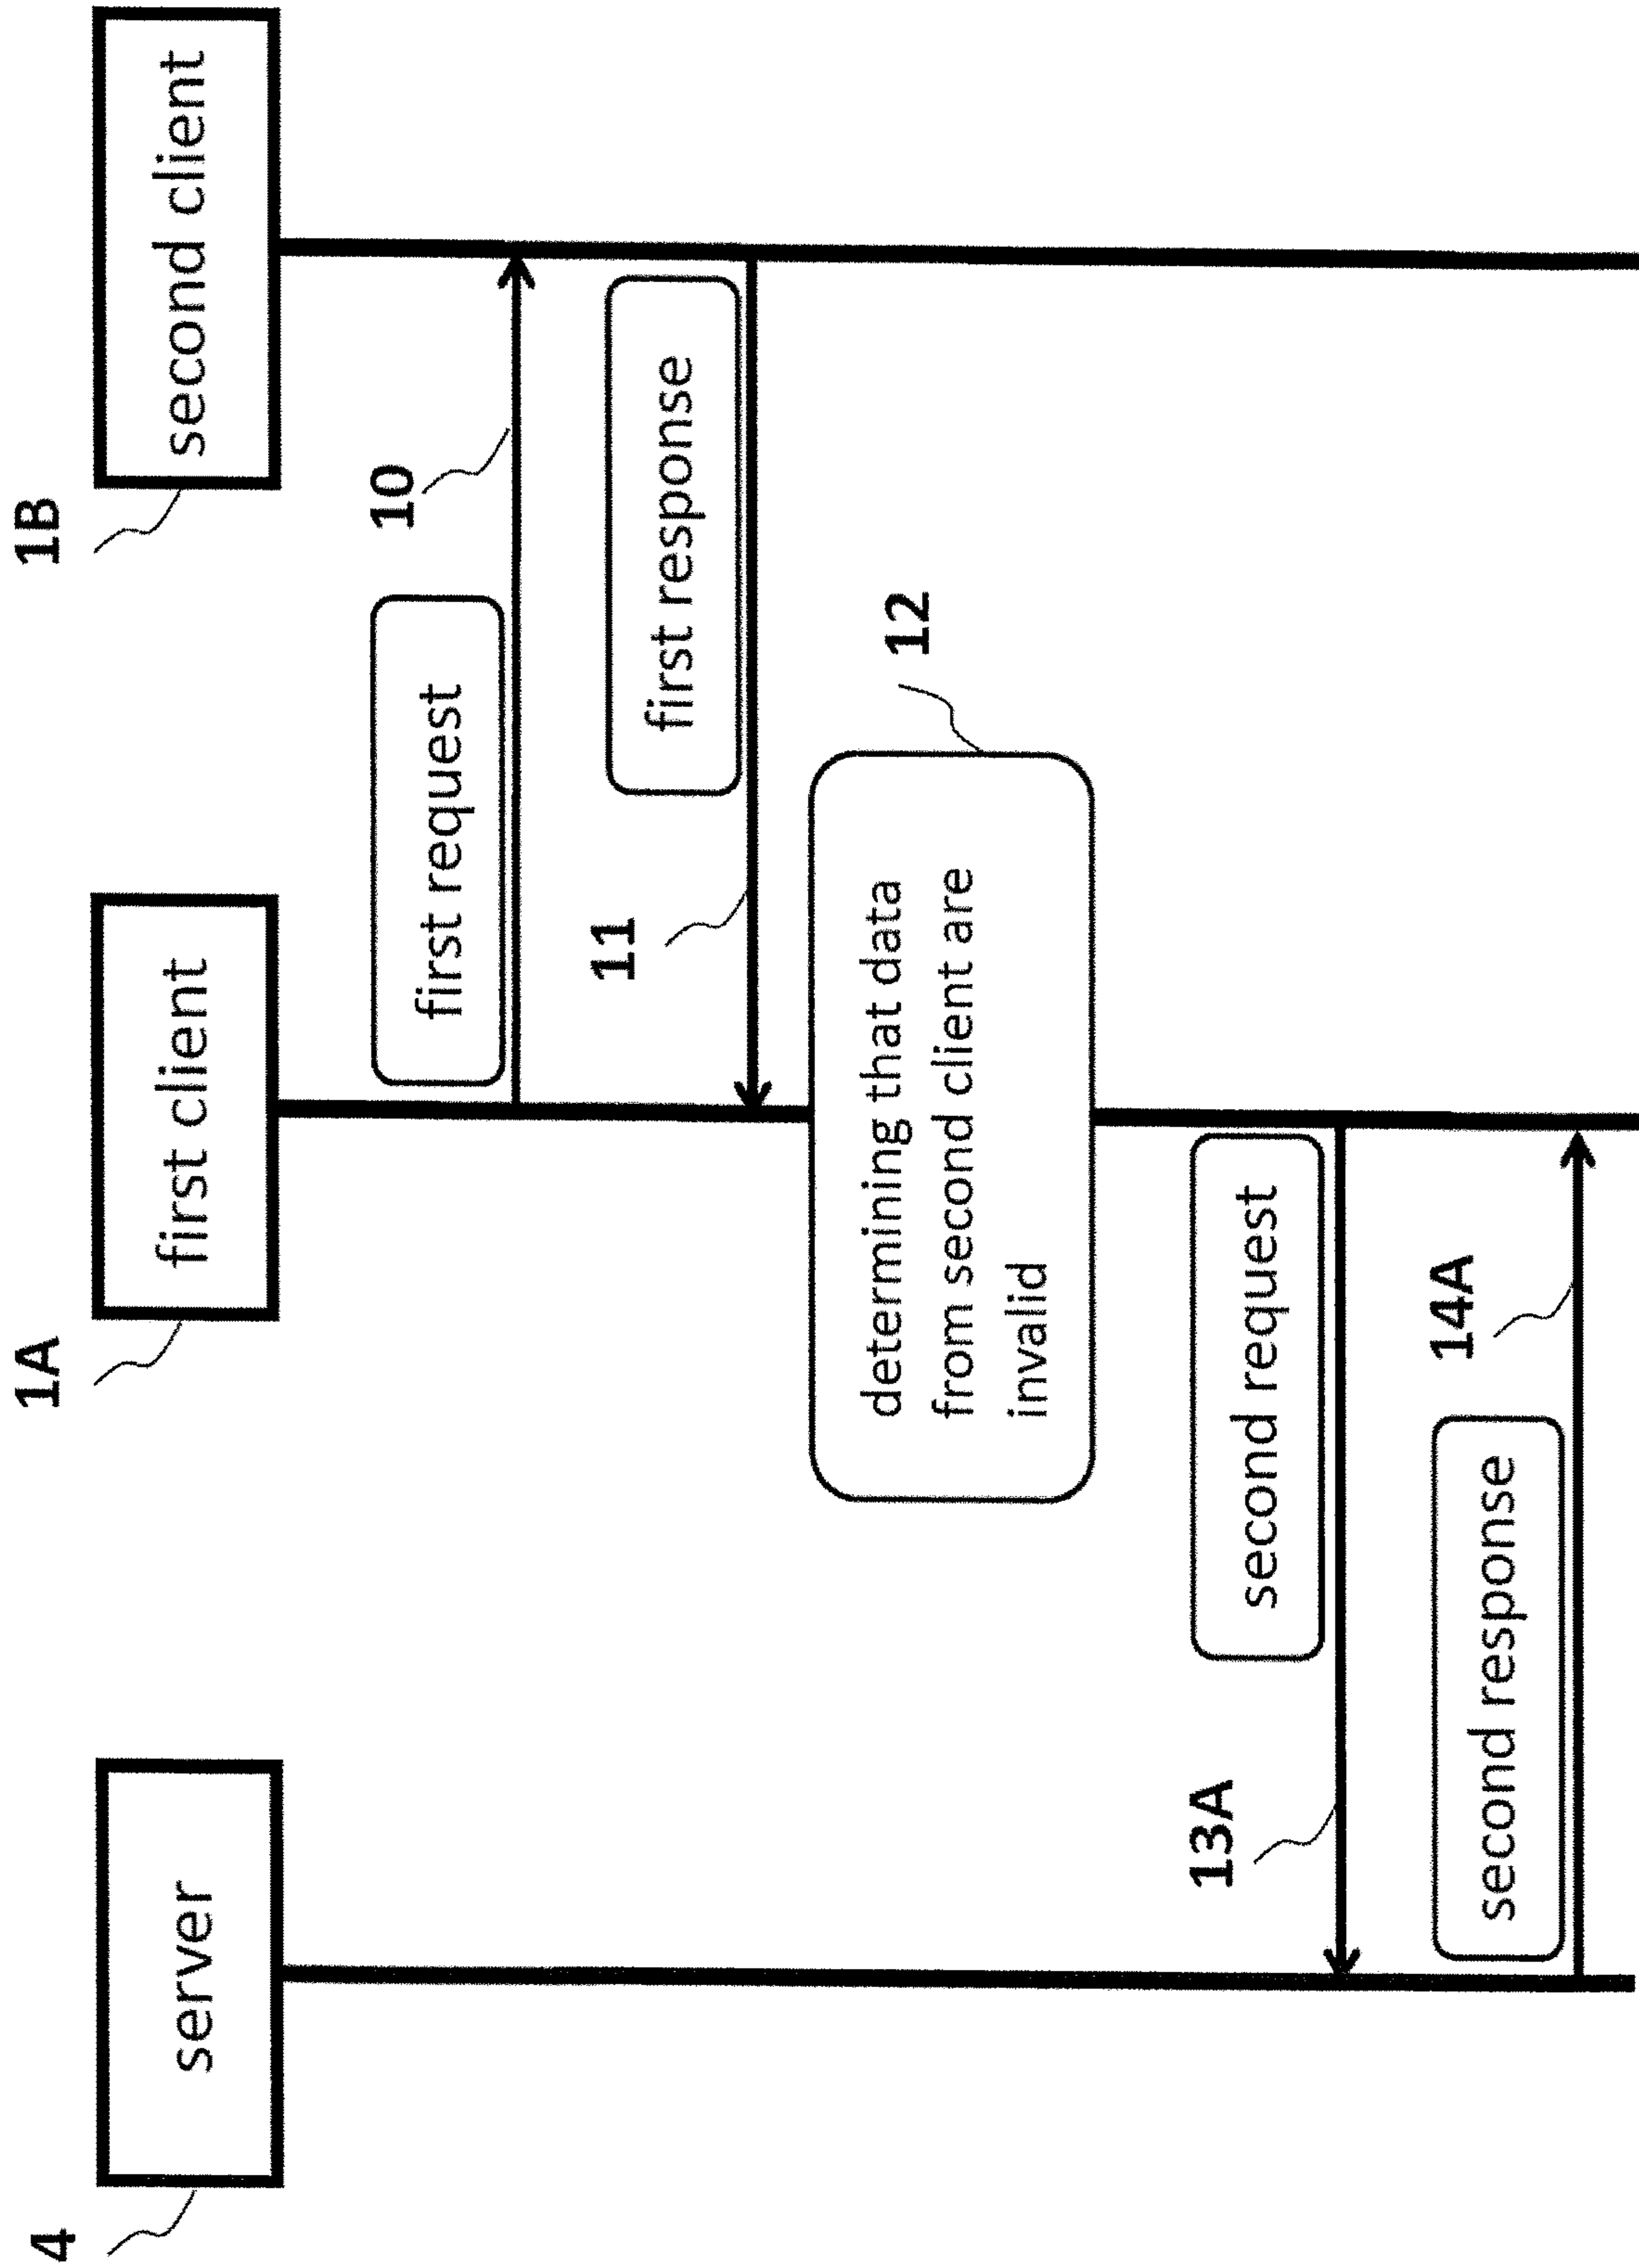 4
server
1A
first client
1B
second client
first request
10
11
first response
12
determining that data
from second client are
invalid
13A
second request
second response
14A